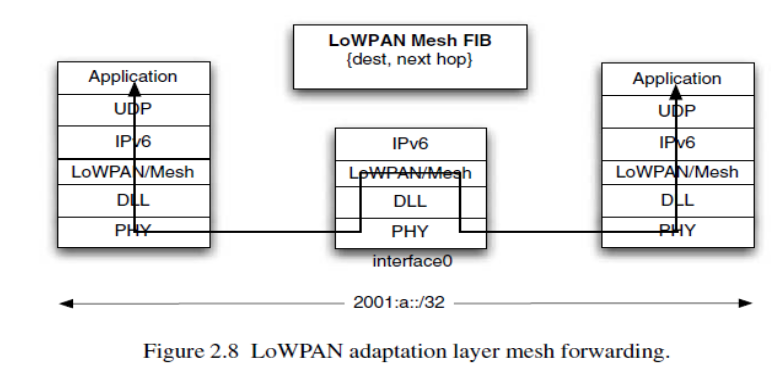 LoWPAN Mesh FIB
{dest, next hop}
Application
UDP
IPv6
LoWPAN/Mesh
DLL
PHY
IPv6
LoWPAN/Mesh
DLL
PHY
interface0
Application
UDP
IPv6
LoWPAN/Mesh
DLL
PHY
2001:a::/32
Figure 2.8 LoWPAN adaptation layer mesh forwarding.